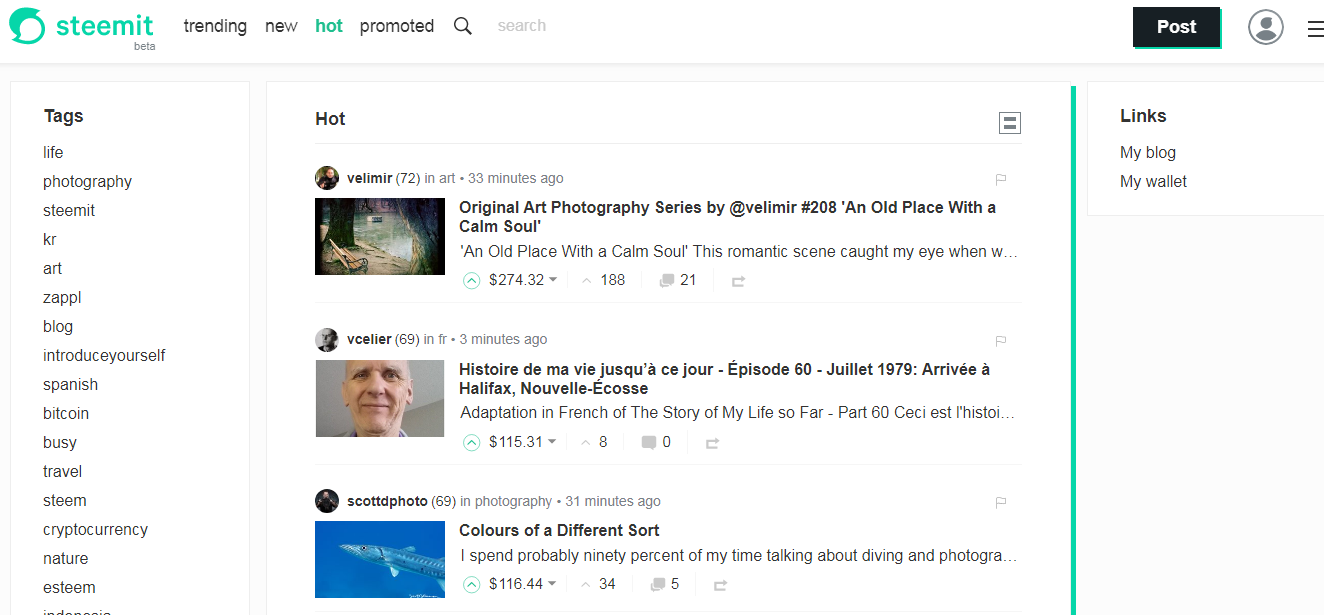 steemit
beta
trending new hot promoted search
Post
Tags
life
photography
steemit
kr
art
zappl
blog
introduceyourself
spanish
bitcoin
busy
travel
steem
cryptocurrency
nature
esteem
indonesia
Hot
velimir (72) in art • 33 minutes ago
Original Art Photography Series by @velimir #208 'An Old Place With a
Calm Soul'
'An Old Place With a Calm Soul' This romantic scene caught my eye when w…
$274.32 188 21
vcelier (69) in fr • 3 minutes ago
Histoire de ma vie jusqu’à ce jour - Épisode 60 - Juillet 1979: Arrivée à
Halifax, Nouvelle-Écosse
Adaptation in French of The Story of My Life so Far - Part 60 Ceci est l'histoi…
$115.31 8 0
scottdphoto (69) in photography • 31 minutes ago
Colours of a Different Sort
I spend probably ninety percent of my time talking about diving and photogra…
$116.44 34 5
Links
My blog
My wallet